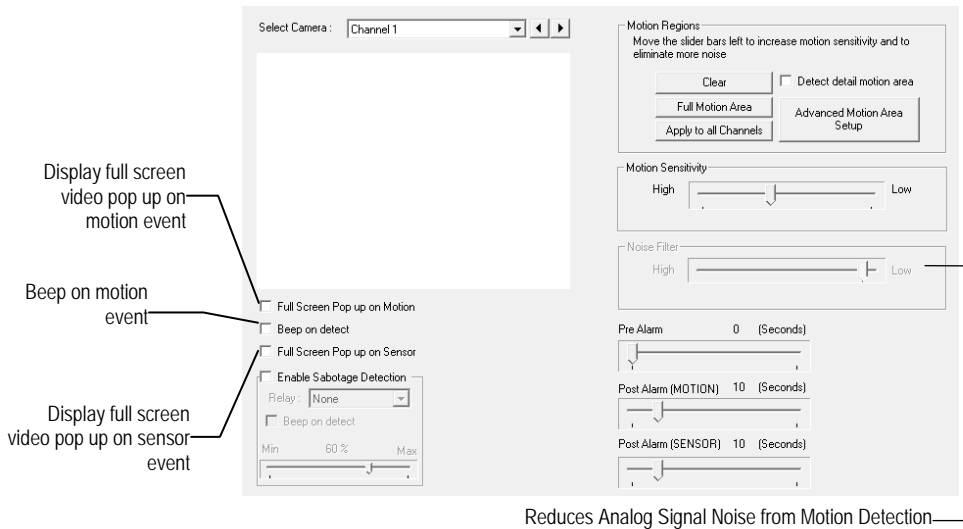 Select Camera : Channel 1
Display full screen
video pop up on
motion event
Beep on motion
event
Display full screen
video pop up on sensor
event
Full Screen Pop up on Motion
Beep on detect
Full Screen Pop up on Sensor
Enable Sabotage Detection
Relay : None
Beep on detect
Min 60 % Max
Motion Regions
Move the slider bars left to increase motion sensitivity and to
eliminate more noise
Clear
Detect detail motion area
Full Motion Area
Apply to all Channels
Advanced Motion Area
Setup
Motion Sensitivity
High Low
Noise Filter
High Low
Pre Alarm 0 (Seconds)
Post Alarm (MOTION) 10 (Seconds)
Post Alarm (SENSOR) 10 (Seconds)
Reduces Analog Signal Noise from Motion Detection